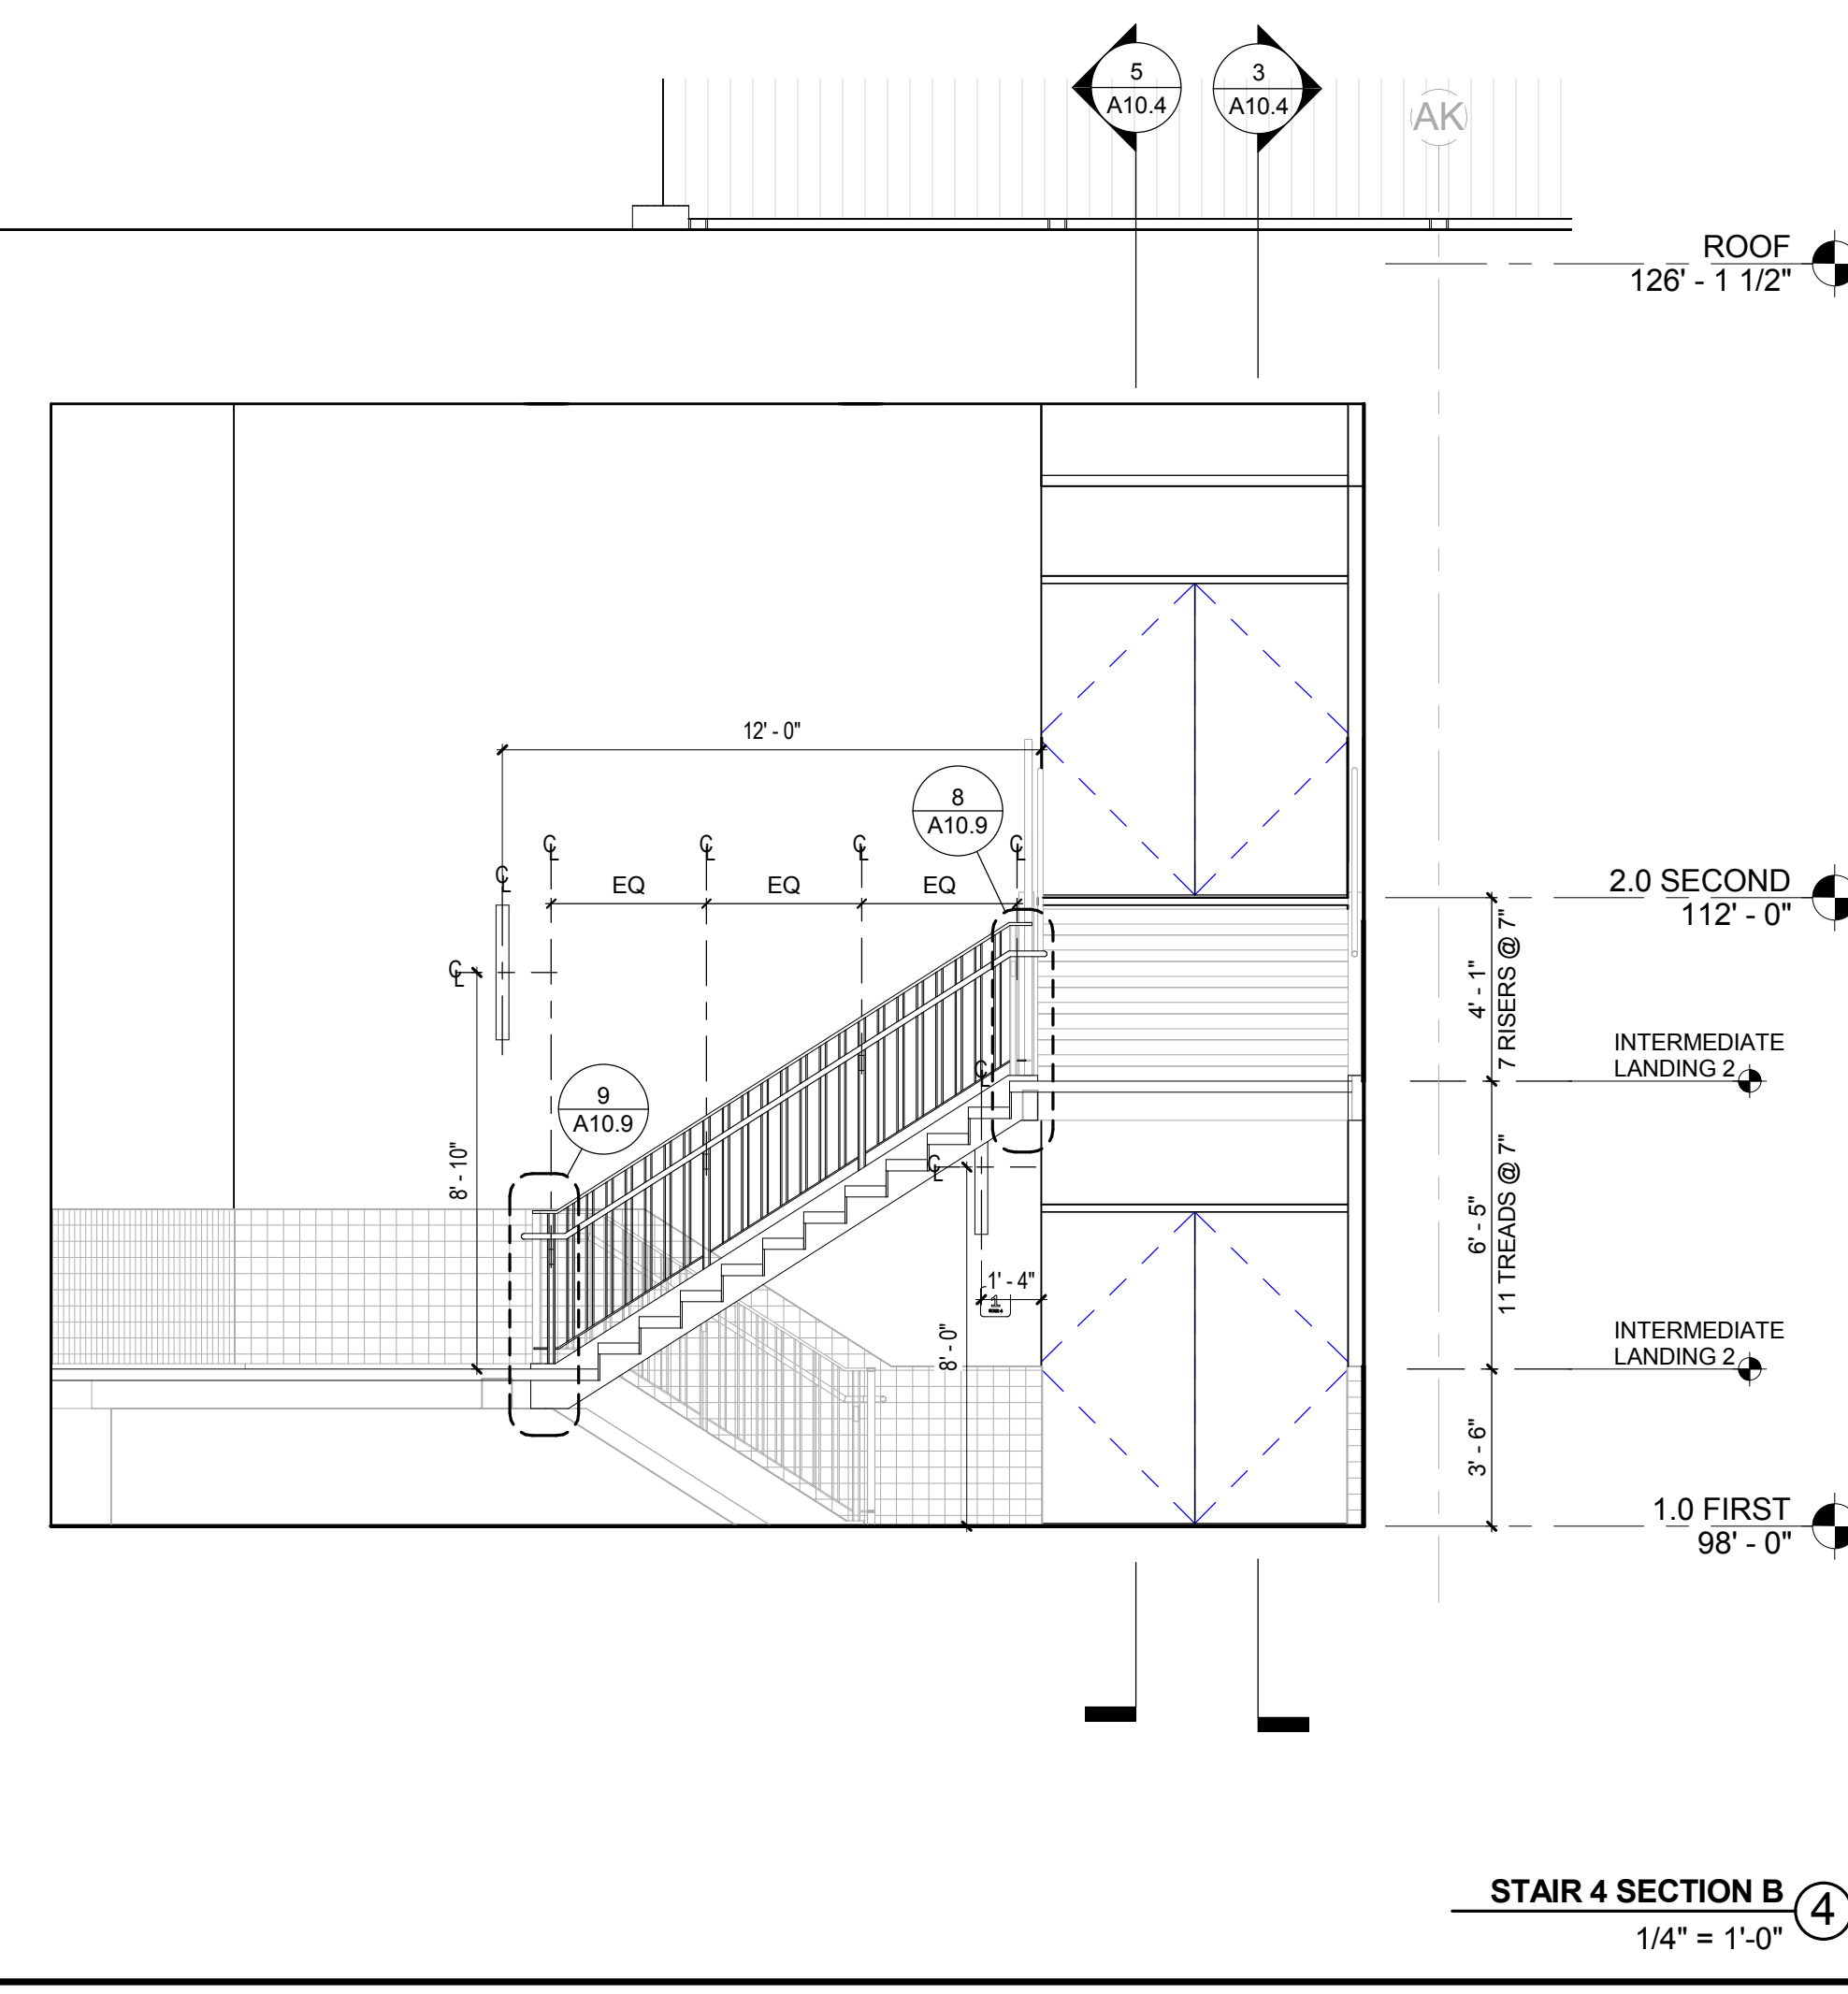 5
A10.4
3
A10.4
AK
ROOF
126' - 1 1/2"
12' - 0"
8
A10.9
℄
℄
℄
℄
℄
EQ
EQ
EQ
2.0 SECOND
112' - 0"
℄
4' - 1"
7 RISERS @ 7"
INTERMEDIATE
LANDING 2
℄
9
A10.9
8' - 10"
℄
6' - 5"
11 TREADS @ 7"
1' - 4"
1
8' - 0"
INTERMEDIATE
LANDING 2
3' - 6"
1.0 FIRST
98' - 0"
STAIR 4 SECTION B
4
1/4" = 1'-0"